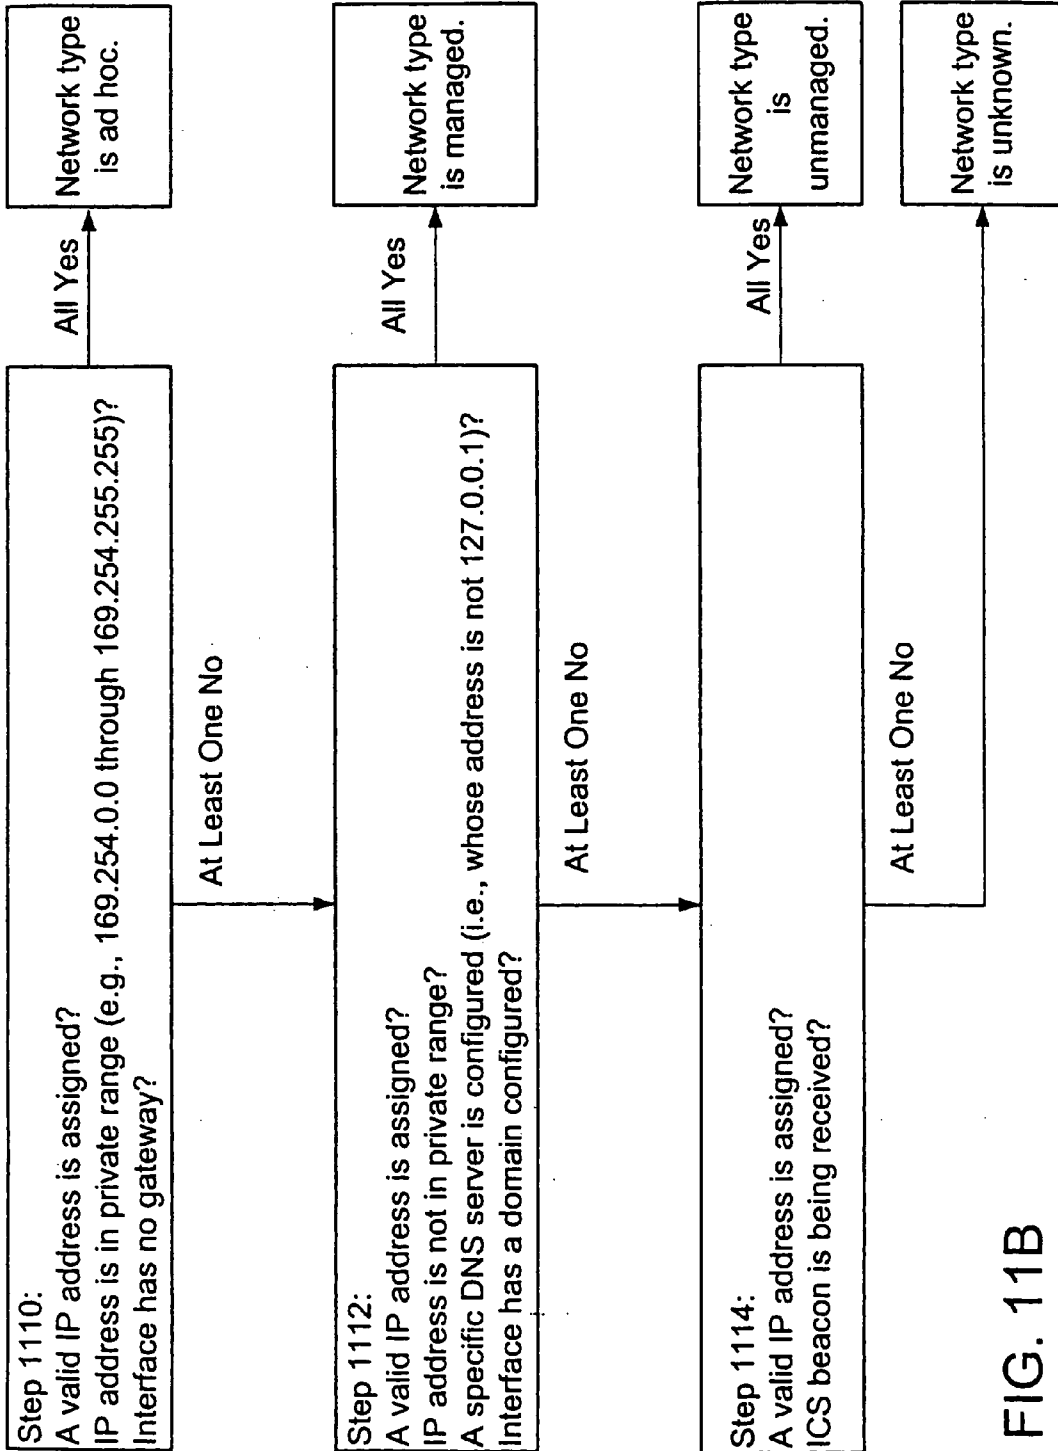 Step 1110:
A valid IP address is assigned?
IP address is in private range (e.g., 169.254.0.0 through 169.254.255.255)?
Interface has no gateway?
All Yes
Network type
is ad hoc.
At Least One No
Step 1112:
A valid IP address is assigned?
IP address is not in private range?
A specific DNS server is configured (i.e., whose address is not 127.0.0.1)?
Interface has a domain configured?
All Yes
Network type
is managed.
At Least One No
Step 1114:
A valid IP address is assigned?
ICS beacon is being received?
All Yes
Network type
is
unmanaged.
At Least One No
Network type
is unknown.
FIG. 11B